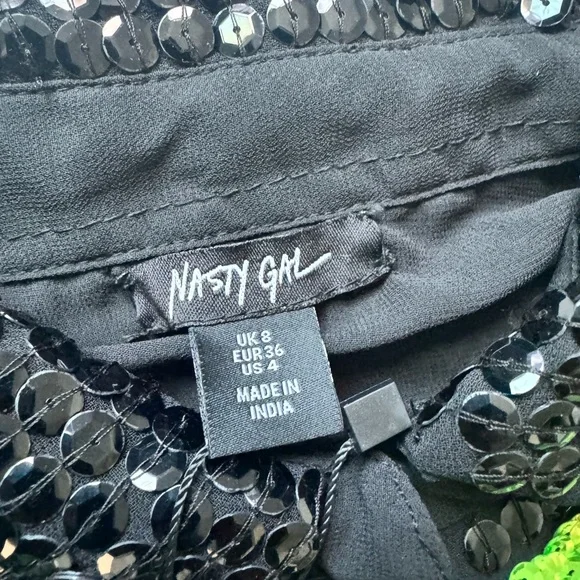 NASTY GAL
UK 8
EUR 36
US 4
MADE IN
INDIA